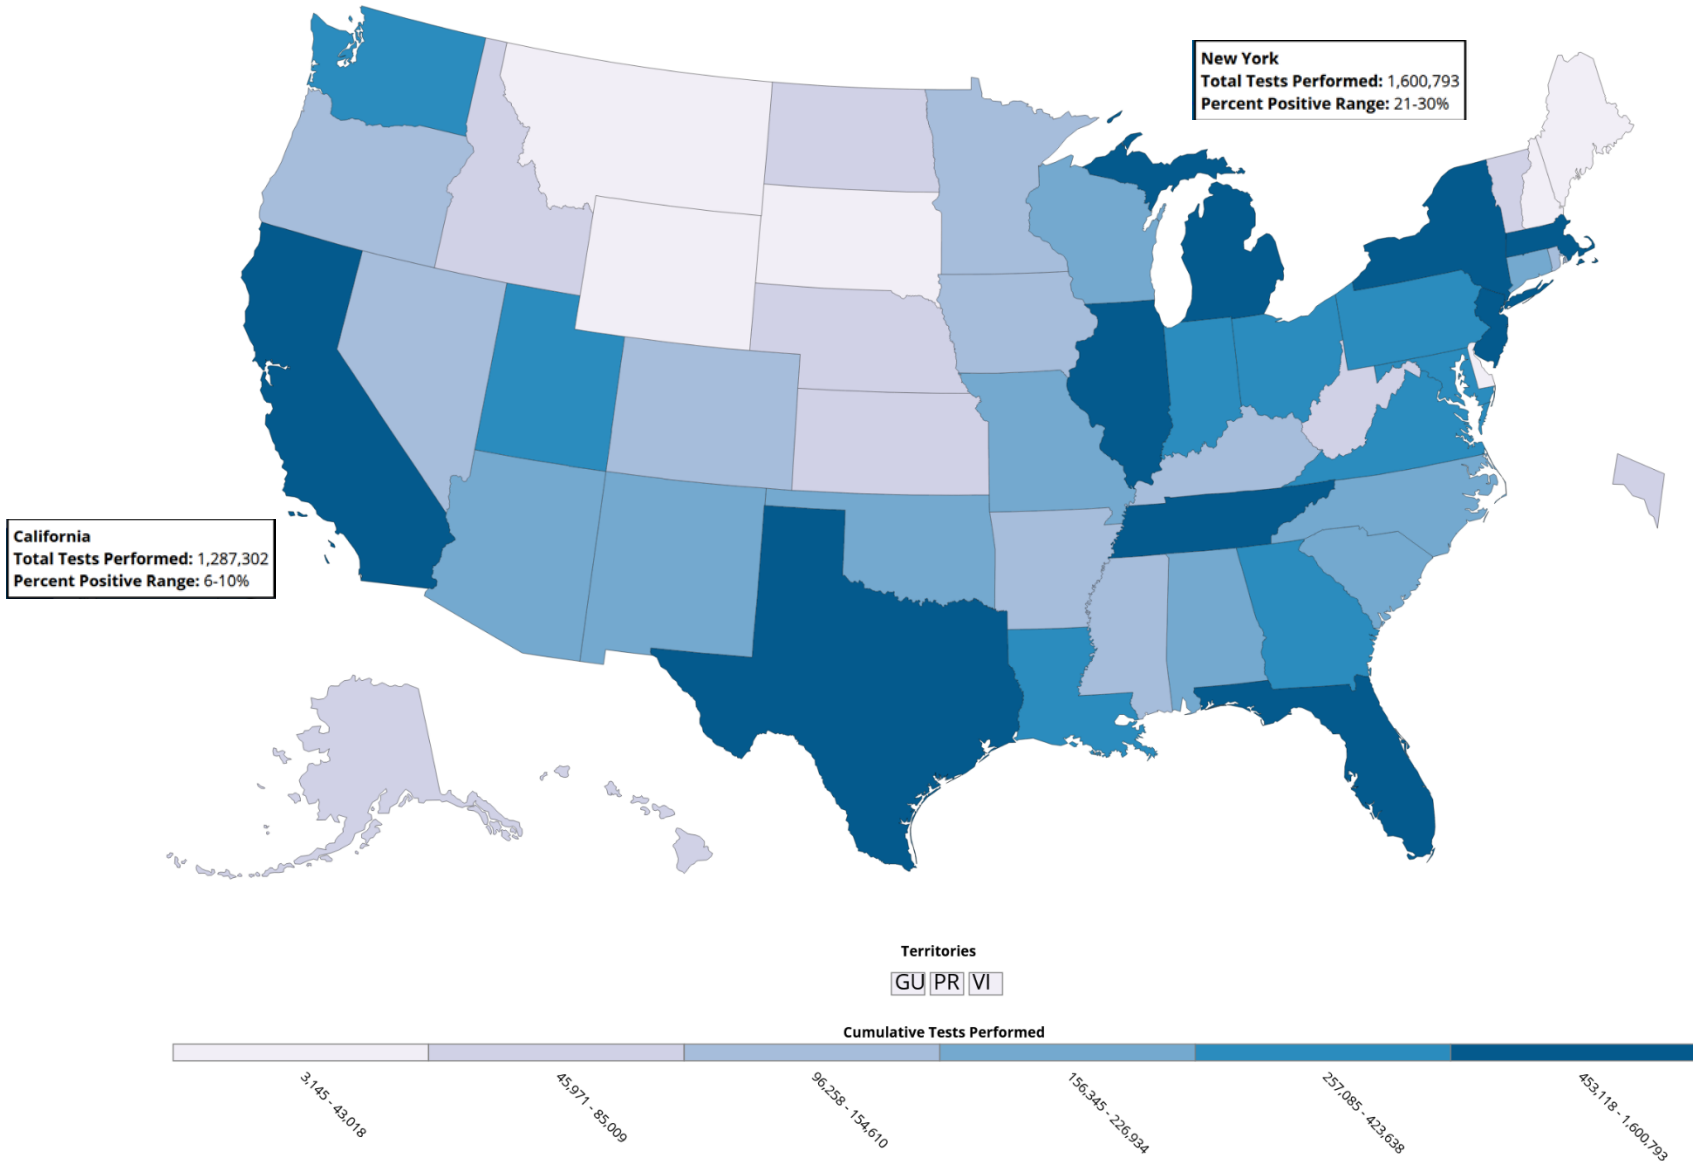 New York
Total Tests Performed: 1,600,793
Percent Positive Range: 21-30%
California
Total Tests Performed: 1,287,302
Percent Positive Range: 6-10%
Territories
GU PR VI
Cumulative Tests Performed
3,145 - 43,018
45,971 - 85,009
96,258 - 154,610
156,345 - 226,934
257,085 - 423,638
453,118 - 1,600,793